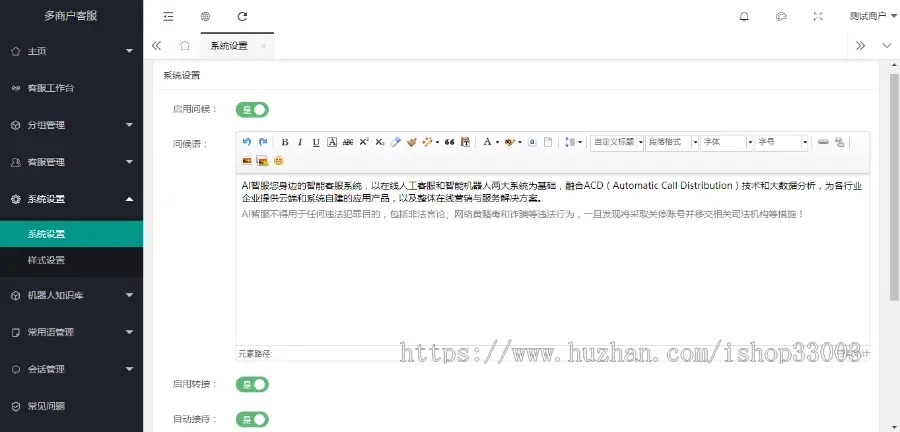 多商户客服
测试商户
主页
系统设置
客服工作台
系统设置
启用问候：
是
分组管理
问候语：
自定义标题
段落格式
字体
字号
客服管理
系统设置
AI智服您身边的智能客服系统，以在线人工客服和智能机器人两大系统为基础，融合ACD（Automatic Call Distribution）技术和大数据分析，为各行业
企业提供云端和系统自建的应用产品，以及整体在线营销与服务解决方案。
AI智服不得用于任何违法犯罪目的，包括非法言论、网络黄赌毒和诈骗等违法行为，一旦发现将采取关停账号并移交相关司法机构等措施！
系统设置
样式设置
机器人知识库
常用语管理
元素路径:
https://www.huzhan.com/ishop33003
会话管理
启用转接：
是
常见问题
自动接待：
是